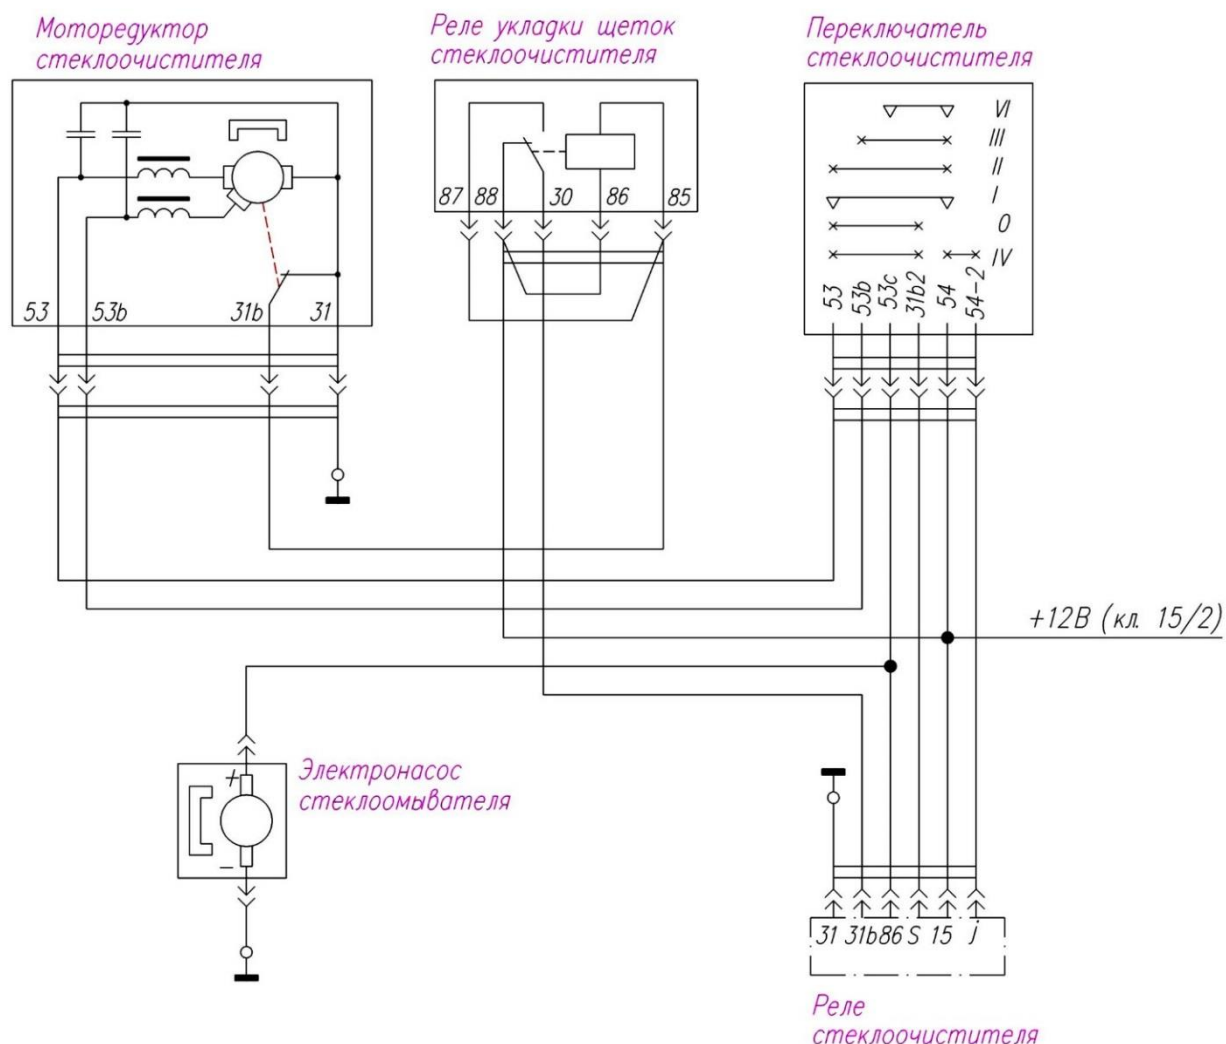 Моторедуктор
стеклоочистителя
Реле укладки щеток
стеклоочистителя
Переключатель
стеклоочистителя
VI
III
II
I
0
IV
87 88 30 86 85
53 53b 53c 31b2 54 54-2
53 53b 31b 31
+12В (кл. 15/2)
Электронасос
стеклоомывателя
+
–
31 31b 86 S 15 j
Реле
стеклоочистителя